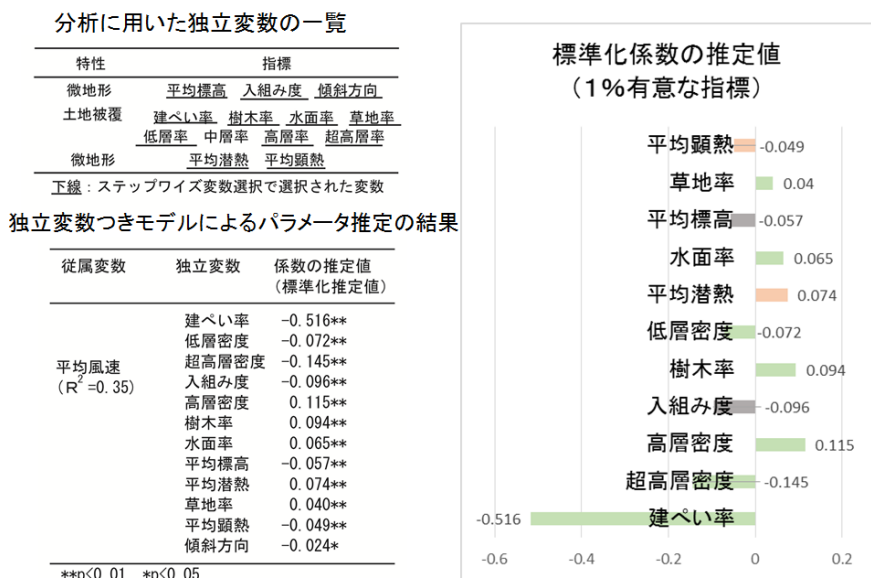 分析に用いた独立変数の一覧
特性 指標
微地形 平均標高 入組み度 傾斜方向
土地被覆 建ぺい率 樹木率 水面率 草地率
低層率 中層率 高層率 超高層率
微地形 平均潜熱 平均顕熱
下線：ステップワイズ変数選択で選択された変数
独立変数つきモデルによるパラメータ推定の結果
従属変数 独立変数 係数の推定値
（標準化推定値）
建ぺい率 -0.516**
低層密度 -0.072**
超高層密度 -0.145**
平均風速
（R²=0.35）
入組み度 -0.096**
高層密度 0.115**
樹木率 0.094**
水面率 0.065**
平均標高 -0.057**
平均潜熱 0.074**
草地率 0.040**
平均顕熱 -0.049**
傾斜方向 -0.024*
**p<0.01 *p<0.05
標準化係数の推定値
（1%有意な指標）
平均顕熱 -0.049
草地率 0.04
平均標高 -0.057
水面率 0.065
平均潜熱 0.074
低層密度 -0.072
樹木率 0.094
入組み度 -0.096
高層密度 0.115
超高層密度 -0.145
-0.516 建ぺい率
-0.6 -0.4 -0.2 0 0.2